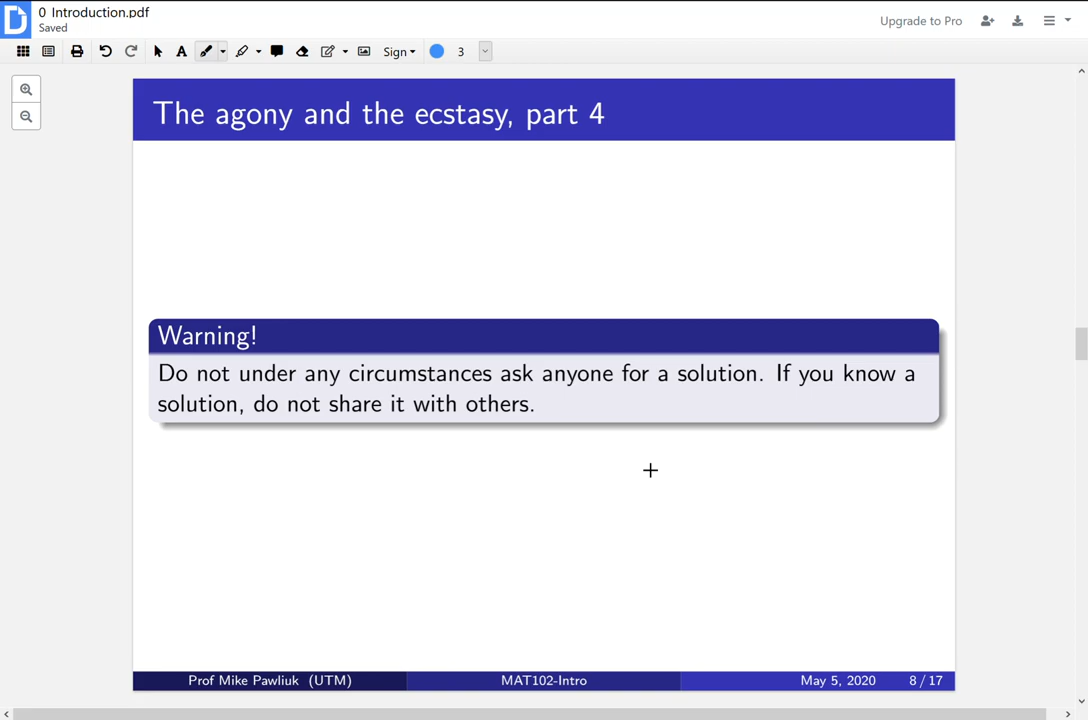 0 Introduction.pdf
Saved
Upgrade to Pro
Sign
3
The agony and the ecstasy, part 4
Warning!
Do not under any circumstances ask anyone for a solution. If you know a
solution, do not share it with others.
Prof Mike Pawliuk (UTM) MAT102-Intro May 5, 2020 8 / 17